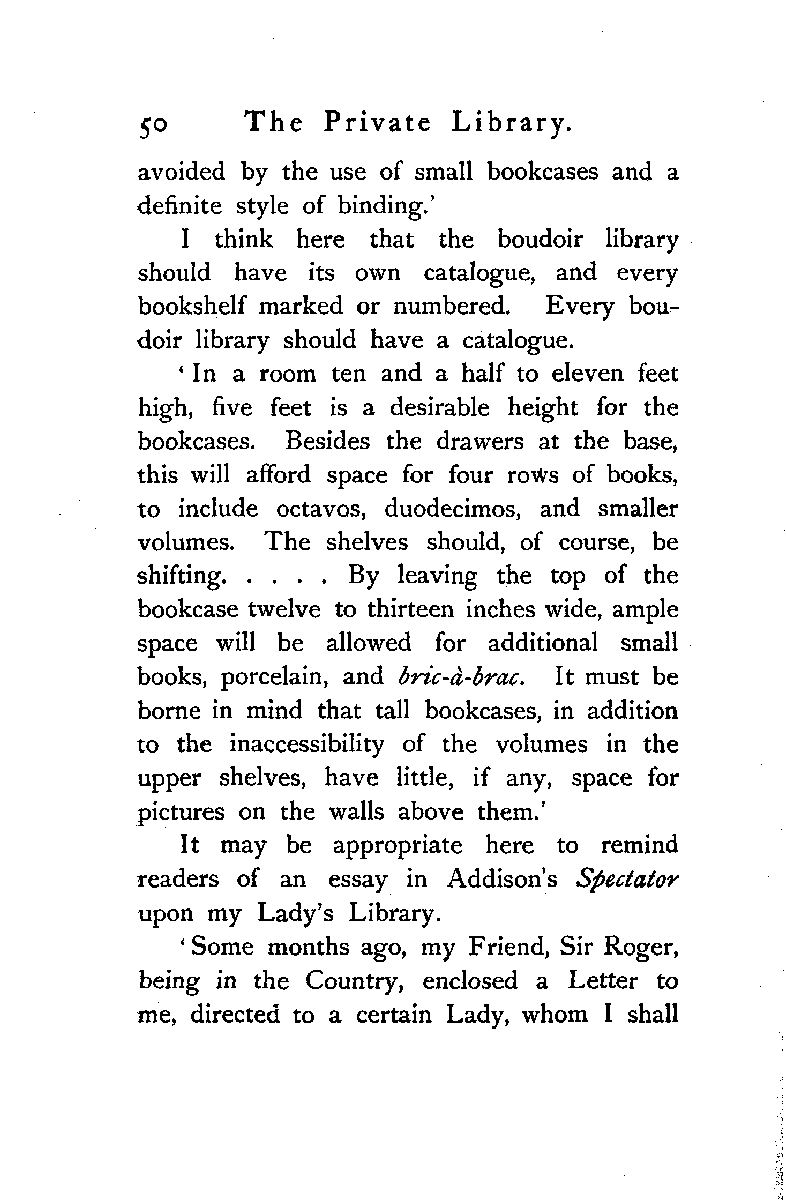 50 The Private Library.
avoided by the use of small bookcases and a
definite style of binding.'
I think here that the boudoir library
should have its own catalogue, and every
bookshelf marked or numbered. Every bou-
doir library should have a catalogue.
' In a room ten and a half to eleven feet
high, five feet is a desirable height for the
bookcases. Besides the drawers at the base,
this will afford space for four rows of books,
to include octavos, duodecimos, and smaller
volumes. The shelves should, of course, be
shifting. . . . . By leaving the top of the
bookcase twelve to thirteen inches wide, ample
space will be allowed for additional small
books, porcelain, and bric-à-brac. It must be
borne in mind that tall bookcases, in addition
to the inaccessibility of the volumes in the
upper shelves, have little, if any, space for
pictures on the walls above them.'
It may be appropriate here to remind
readers of an essay in Addison's Spectator
upon my Lady's Library.
' Some months ago, my Friend, Sir Roger,
being in the Country, enclosed a Letter to
me, directed to a certain Lady, whom I shall